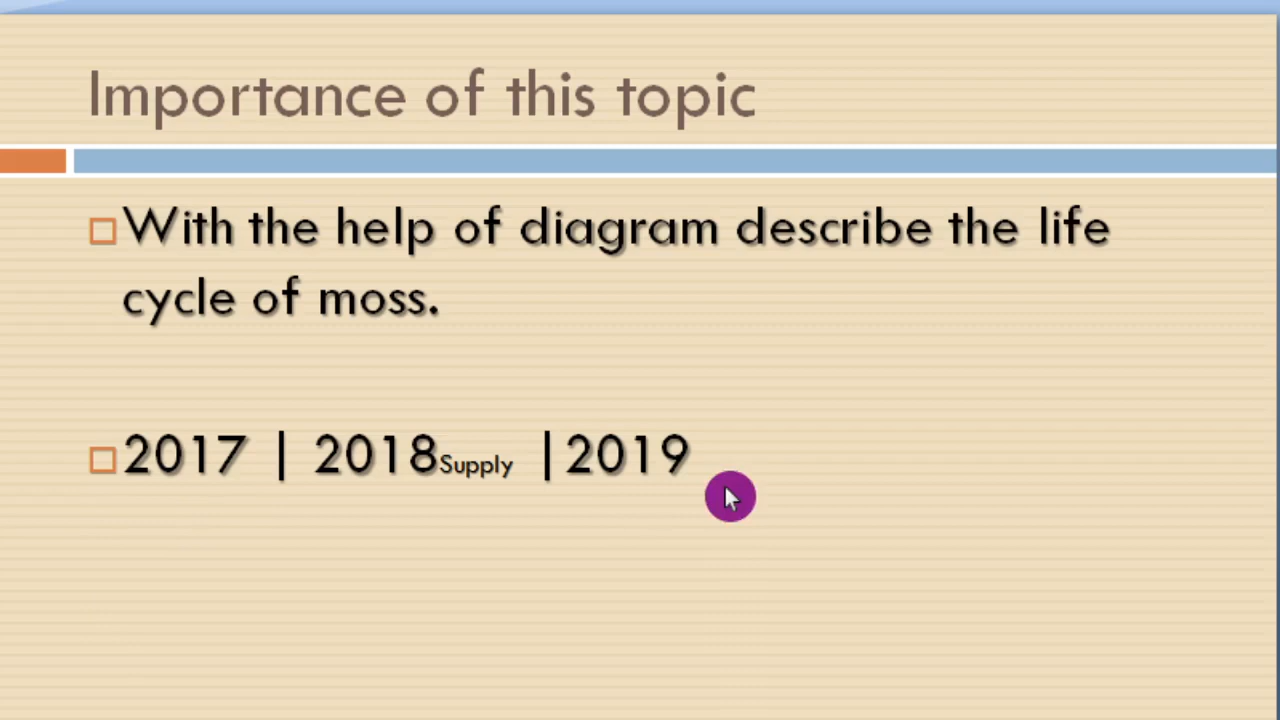 Importance of this topic
With the help of diagram describe the life
cycle of moss.
2017 | 2018Supply |2019